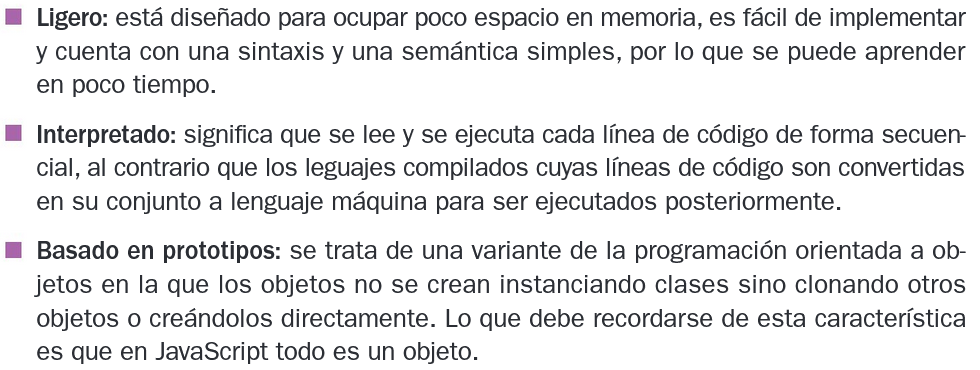 Ligero: está diseñado para ocupar poco espacio en memoria, es fácil de implementar
y cuenta con una sintaxis y una semántica simples, por lo que se puede aprender
en poco tiempo.
Interpretado: significa que se lee y se ejecuta cada línea de código de forma secuen-
cial, al contrario que los leguajes compilados cuyas líneas de código son convertidas
en su conjunto a lenguaje máquina para ser ejecutados posteriormente.
Basado en prototipos: se trata de una variante de la programación orientada a ob-
jetos en la que los objetos no se crean instanciando clases sino clonando otros
objetos o creándolos directamente. Lo que debe recordarse de esta característica
es que en JavaScript todo es un objeto.